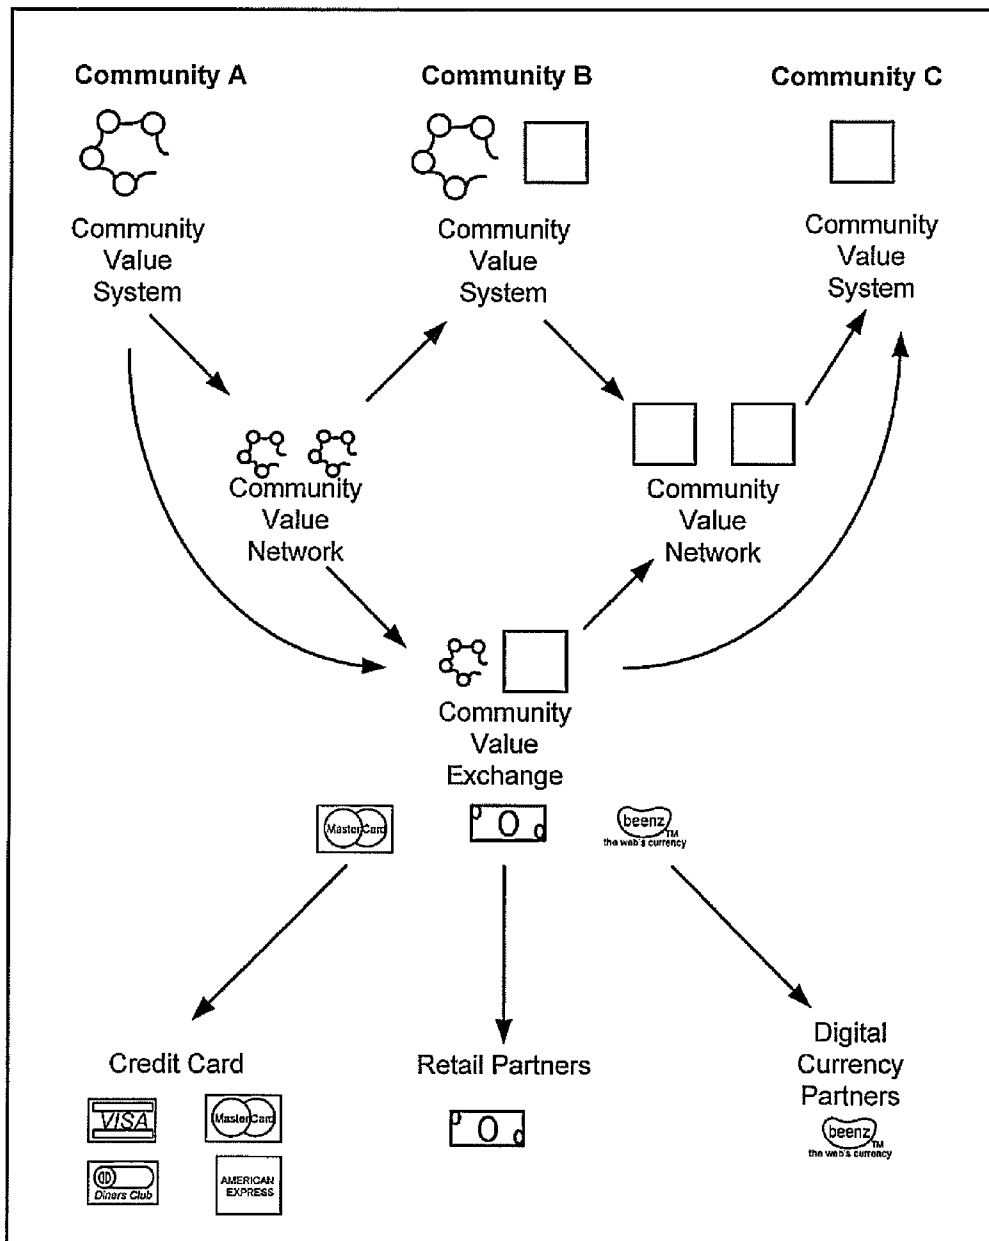 Community A
Community B
Community C
Community
Value
System
Community
Value
System
Community
Value
System
Community
Value
Network
Community
Value
Network
Community
Value
Exchange
MasterCard
O
beenz
TM
the web's currency
Credit Card
Retail Partners
Digital
Currency
Partners
VISA
MasterCard
O
beenz
TM
the web's currency
Diners Club
AMERICAN
EXPRESS